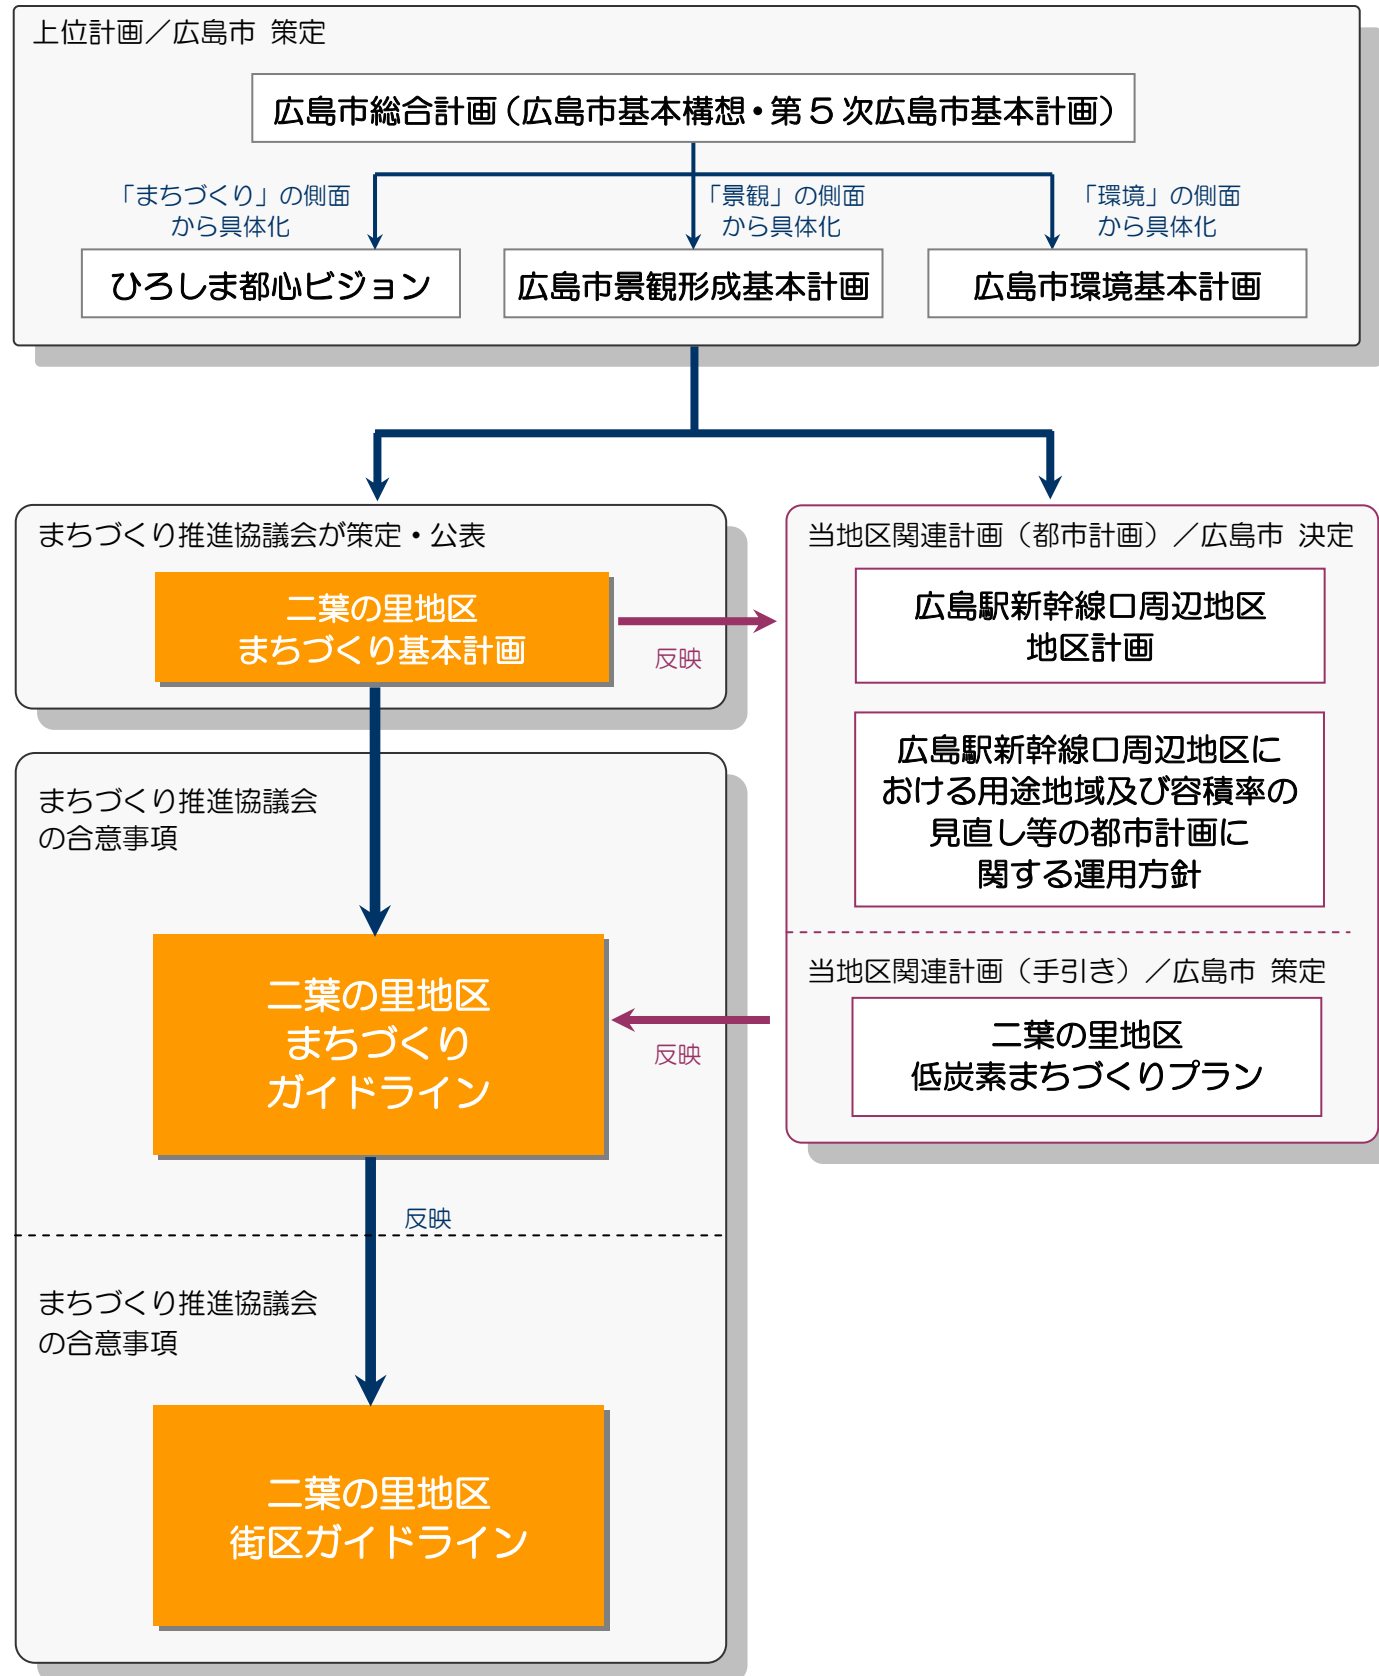 上位計画／広島市 策定
広島市総合計画（広島市基本構想・第５次広島市基本計画）
「まちづくり」の側面
から具体化
「景観」の側面
から具体化
「環境」の側面
から具体化
ひろしま都心ビジョン
広島市景観形成基本計画
広島市環境基本計画
まちづくり推進協議会が策定・公表
二葉の里地区
まちづくり基本計画
反映
当地区関連計画（都市計画）／広島市 決定
広島駅新幹線口周辺地区
地区計画
広島駅新幹線口周辺地区に
おける用途地域及び容積率の
見直し等の都市計画に
関する運用方針
当地区関連計画（手引き）／広島市 策定
二葉の里地区
低炭素まちづくりプラン
まちづくり推進協議会
の合意事項
二葉の里地区
まちづくり
ガイドライン
反映
反映
まちづくり推進協議会
の合意事項
二葉の里地区
街区ガイドライン